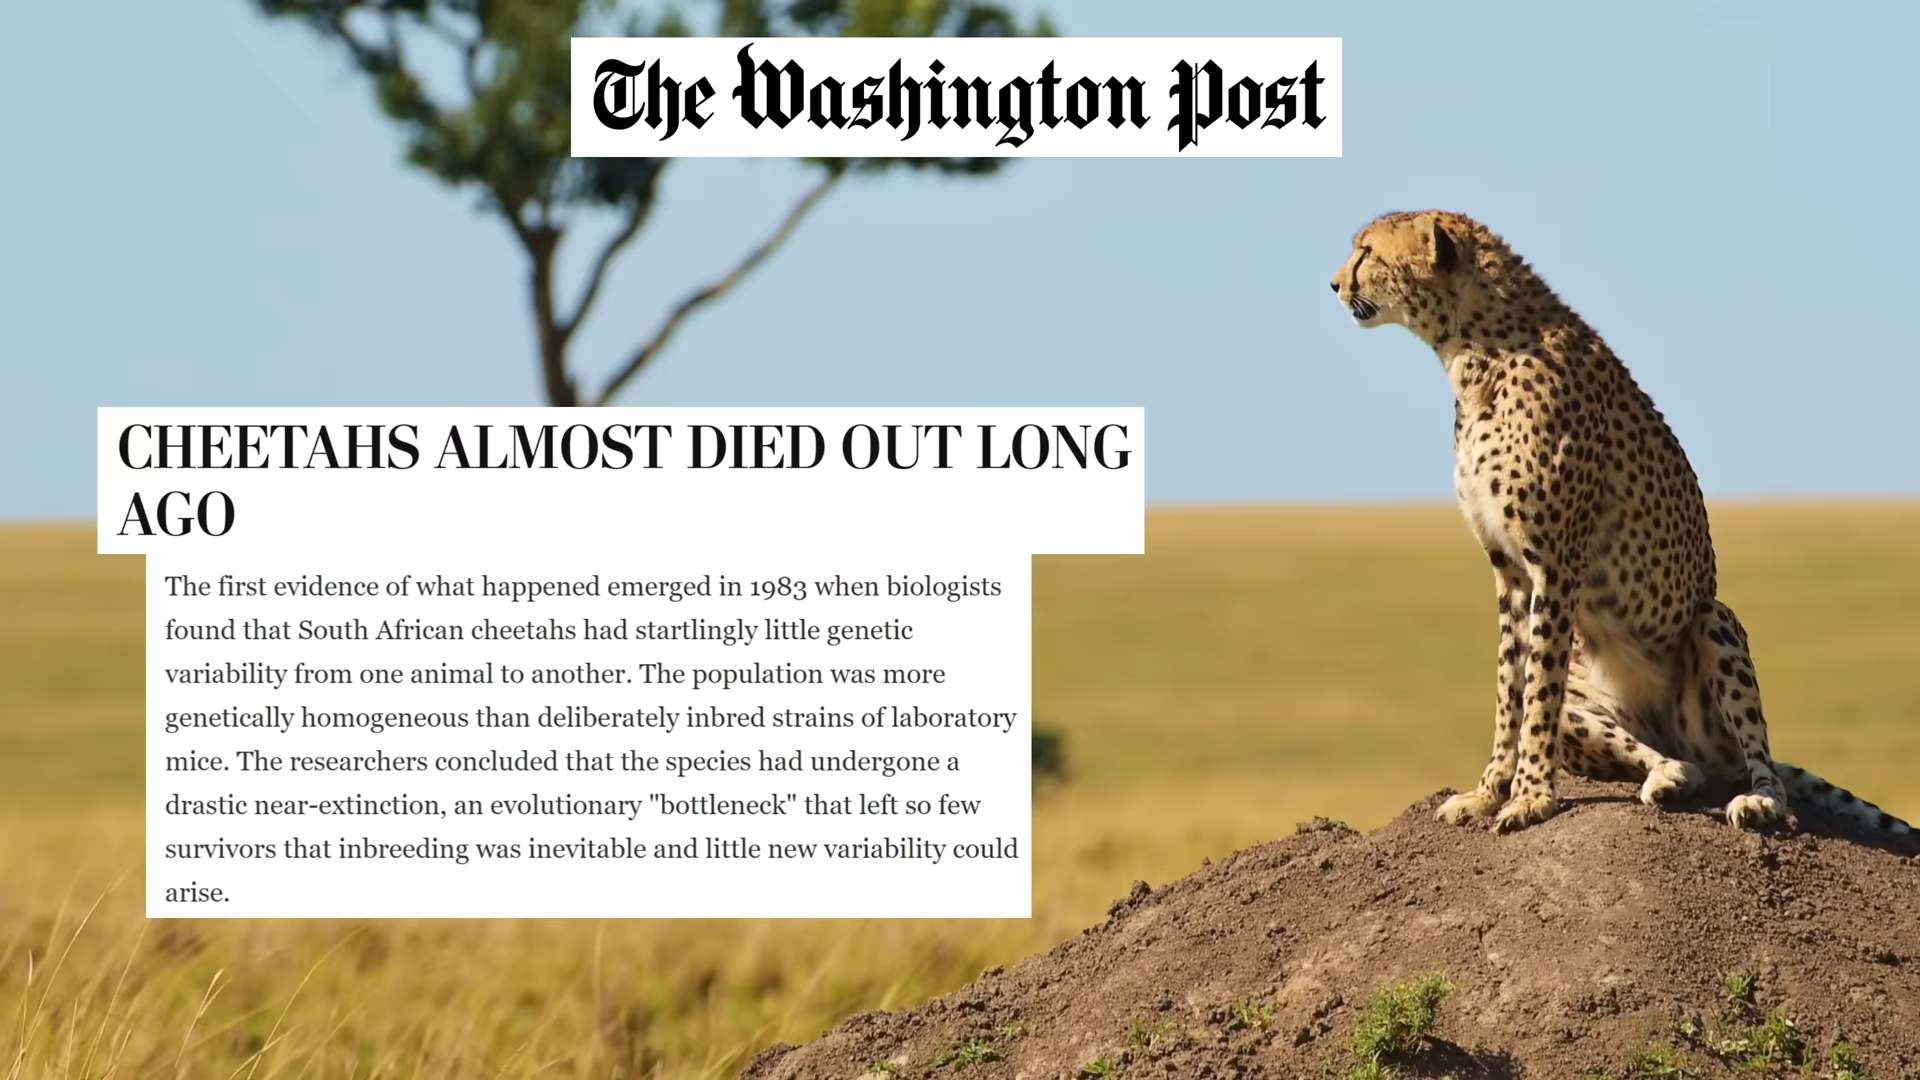 The Washington Post
CHEETAHS ALMOST DIED OUT LONG
AGO
The first evidence of what happened emerged in 1983 when biologists
found that South African cheetahs had startlingly little genetic
variability from one animal to another. The population was more
genetically homogeneous than deliberately inbred strains of laboratory
mice. The researchers concluded that the species had undergone a
drastic near-extinction, an evolutionary "bottleneck" that left so few
survivors that inbreeding was inevitable and little new variability could
arise.